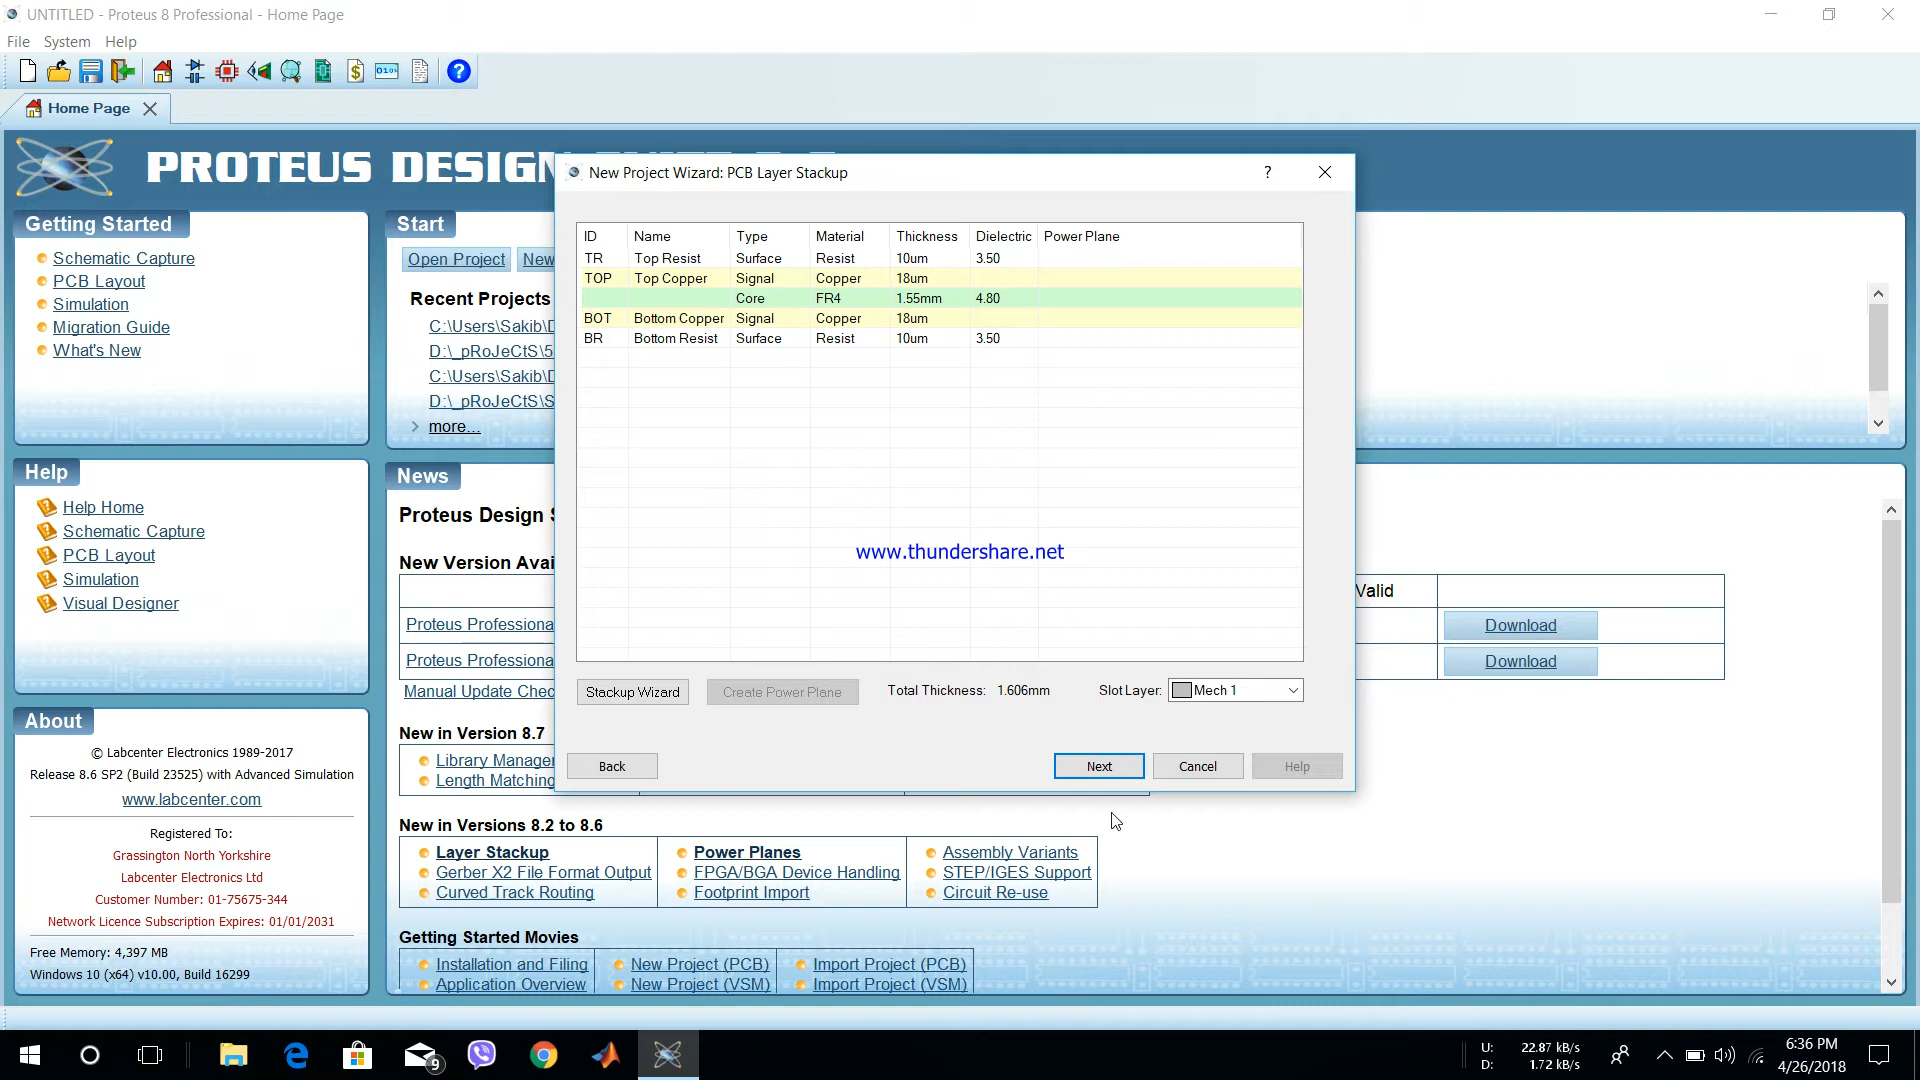 UNTITLED - Proteus 8 Professional - Home Page
File System Help
Home Page
PROTEUS DESIGN
Getting Started
Schematic Capture
PCB Layout
Simulation
Migration Guide
What's New
Start
Open Project New
Recent Projects
C:\Users\Sakib\D
D:\_pRoJeCtS\5
C:\Users\Sakib\D
D:\_pRoJeCtS\S
more...
Help
Help Home
Schematic Capture
PCB Layout
Simulation
Visual Designer
About
© Labcenter Electronics 1989-2017
Release 8.6 SP2 (Build 23525) with Advanced Simulation
www.labcenter.com
Registered To:
Grassington North Yorkshire
Labcenter Electronics Ltd
Customer Number: 01-75675-344
Network Licence Subscription Expires: 01/01/2031
Free Memory: 4,397 MB
Windows 10 (x64) v10.00, Build 16299
News
Proteus Design
New Version Avai
Valid
Proteus Professiona Download
Proteus Professiona Download
Manual Update Chec
New in Version 8.7
Library Manager
Length Matching
New in Versions 8.2 to 8.6
Layer Stackup Power Planes Assembly Variants
Gerber X2 File Format Output FPGA/BGA Device Handling STEP/IGES Support
Curved Track Routing Footprint Import Circuit Re-use
Getting Started Movies
Installation and Filing New Project (PCB) Import Project (PCB)
Application Overview New Project (VSM) Import Project (VSM)
New Project Wizard: PCB Layer Stackup
ID Name Type Material Thickness Dielectric Power Plane
TR Top Resist Surface Resist 10um 3.50
TOP Top Copper Signal Copper 18um
Core FR4 1.55mm 4.80
BOT Bottom Copper Signal Copper 18um
BR Bottom Resist Surface Resist 10um 3.50
www.thundershare.net
Stackup Wizard Create Power Plane Total Thickness: 1.606mm Slot Layer: Mech 1
Back Next Cancel Help
9
U: 22.87 kB/s
D: 1.72 kB/s
6:36 PM
4/26/2018